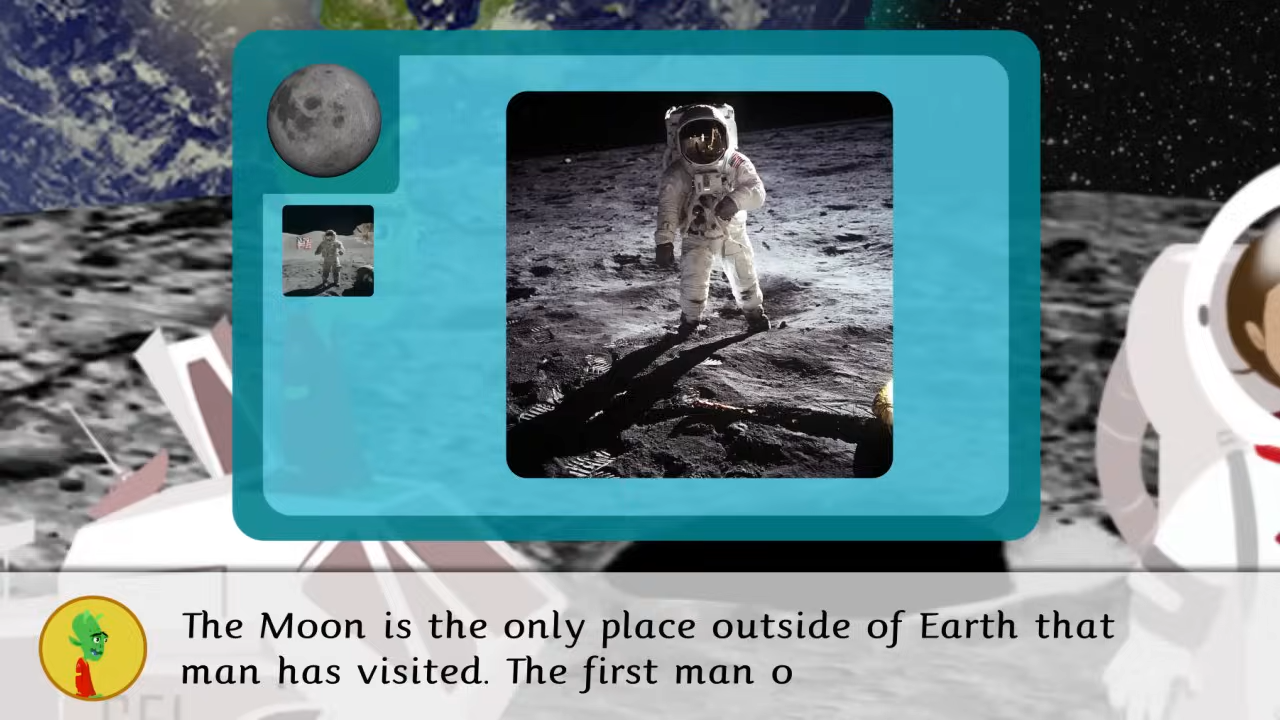 The Moon is the only place outside of Earth that
man has visited. The first man o